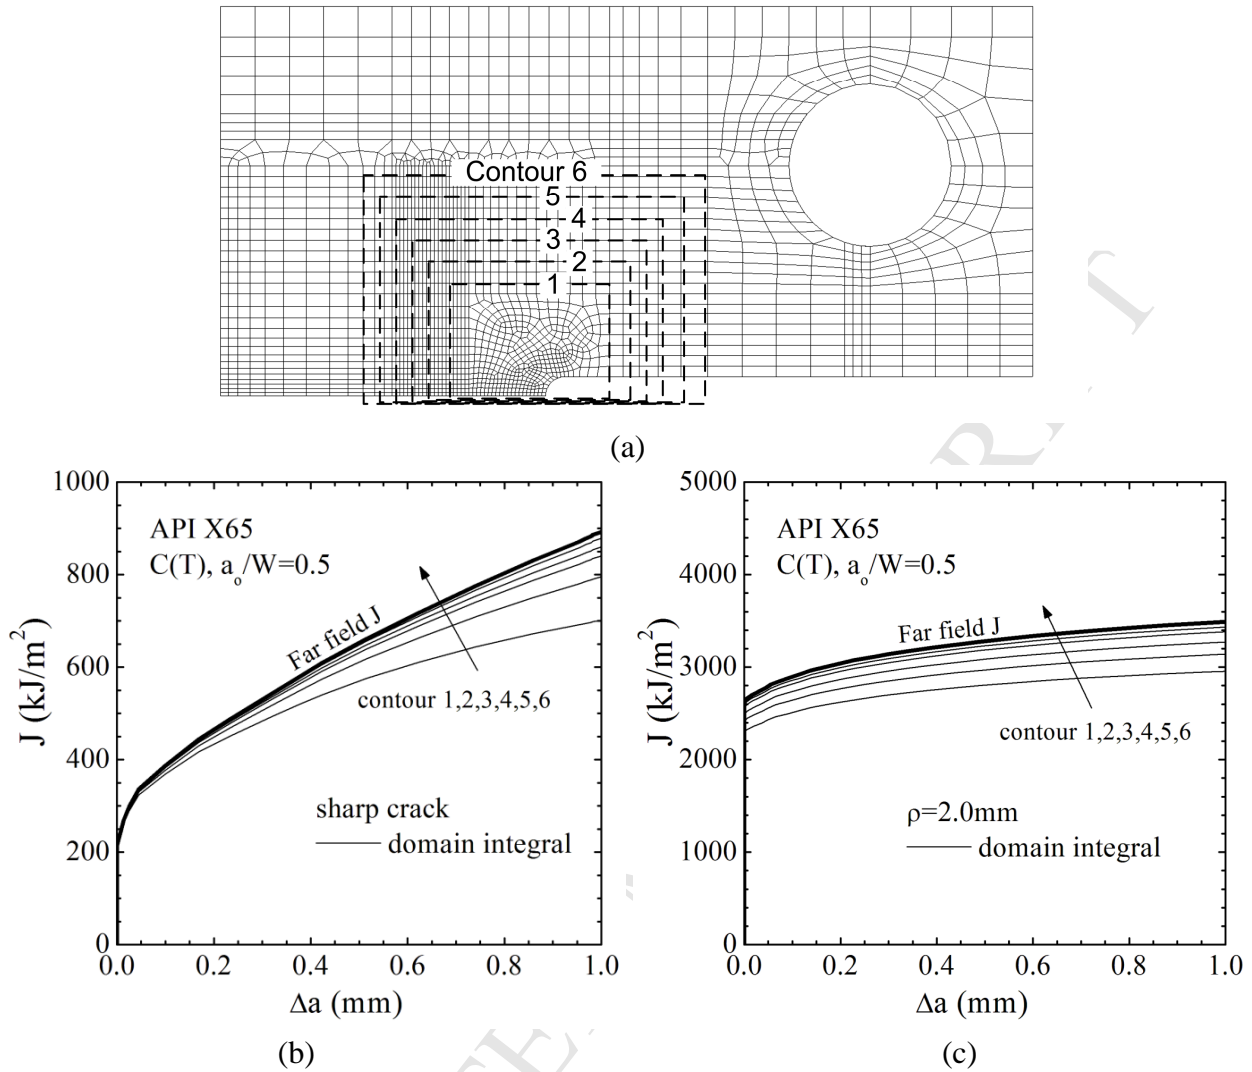 Contour 6
5
4
3
2
1
(a)
1000
800
600
400
200
0
J (kJ/m²)
API X65
C(T), aₒ/W=0.5
Far field J
contour 1,2,3,4,5,6
sharp crack
domain integral
0.0 0.2 0.4 0.6 0.8 1.0
Δa (mm)
(b)
5000
4000
3000
2000
1000
0
J (kJ/m²)
API X65
C(T), aₒ/W=0.5
Far field J
contour 1,2,3,4,5,6
ρ=2.0mm
domain integral
0.0 0.2 0.4 0.6 0.8 1.0
Δa (mm)
(c)